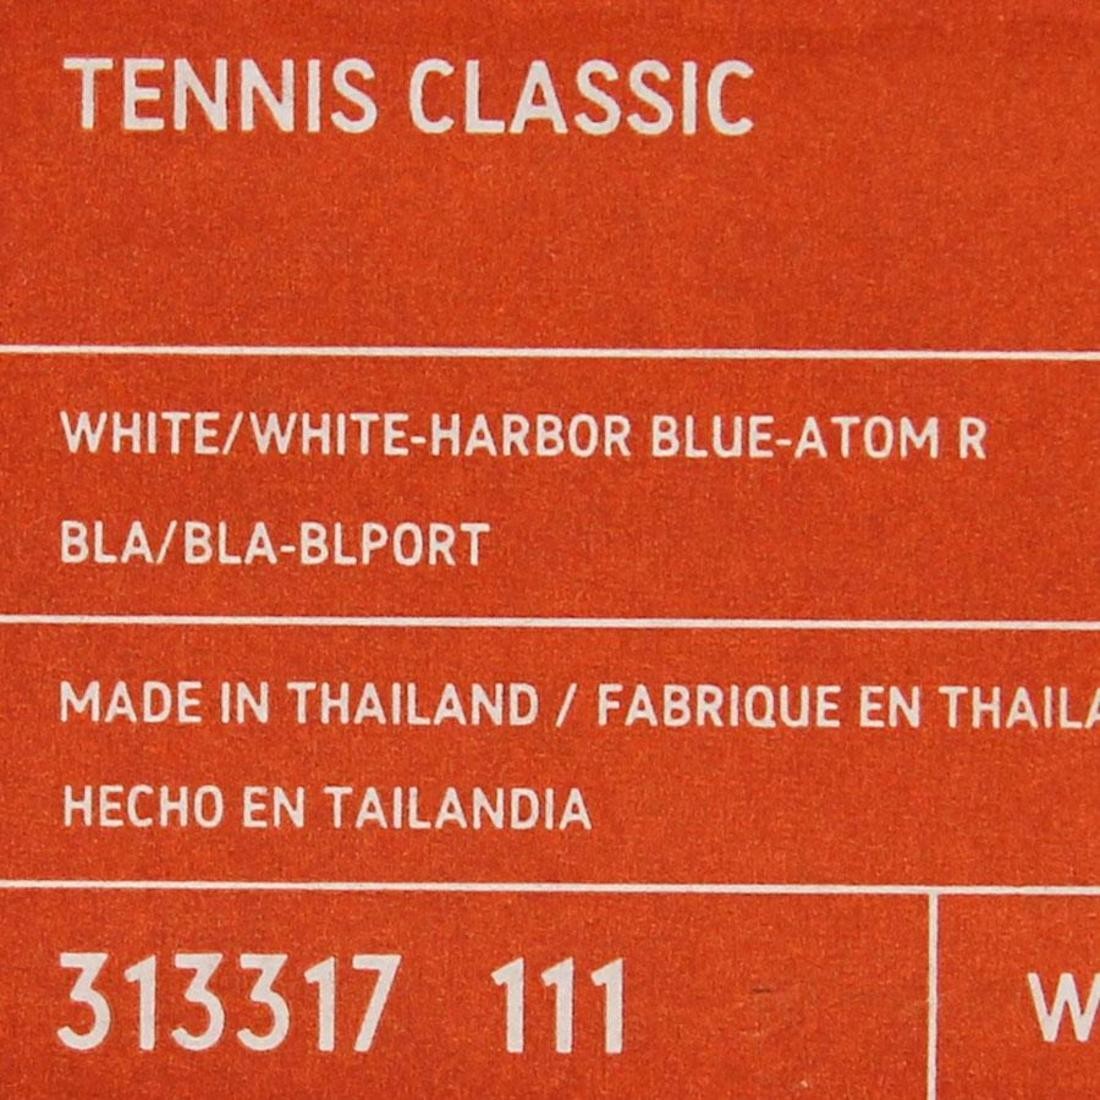 TENNIS CLASSIC
WHITE/WHITE-HARBOR BLUE-ATOM R
BLA/BLA-BLPORT
MADE IN THAILAND / FABRIQUE EN THAILA
HECHO EN TAILANDIA
313317 111
W